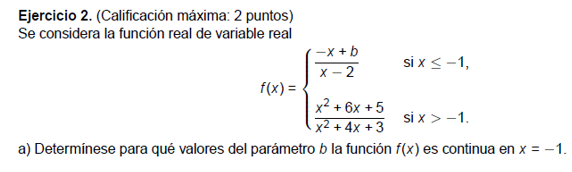 Ejercicio 2. (Calificación máxima: 2 puntos)
Se considera la función real de variable real
f(x) = { (−x + b)/(x − 2) si x ≤ −1,
(x² + 6x + 5)/(x² + 4x + 3) si x > −1.
a) Determínese para qué valores del parámetro b la función f(x) es continua en x = −1.